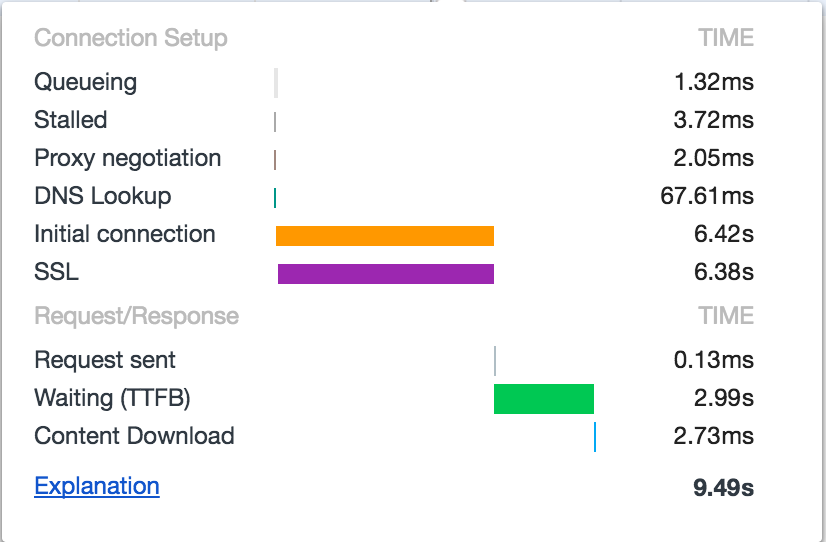 Connection Setup TIME
Queueing 1.32ms
Stalled 3.72ms
Proxy negotiation 2.05ms
DNS Lookup 67.61ms
Initial connection 6.42s
SSL 6.38s
Request/Response TIME
Request sent 0.13ms
Waiting (TTFB) 2.99s
Content Download 2.73ms
Explanation 9.49s